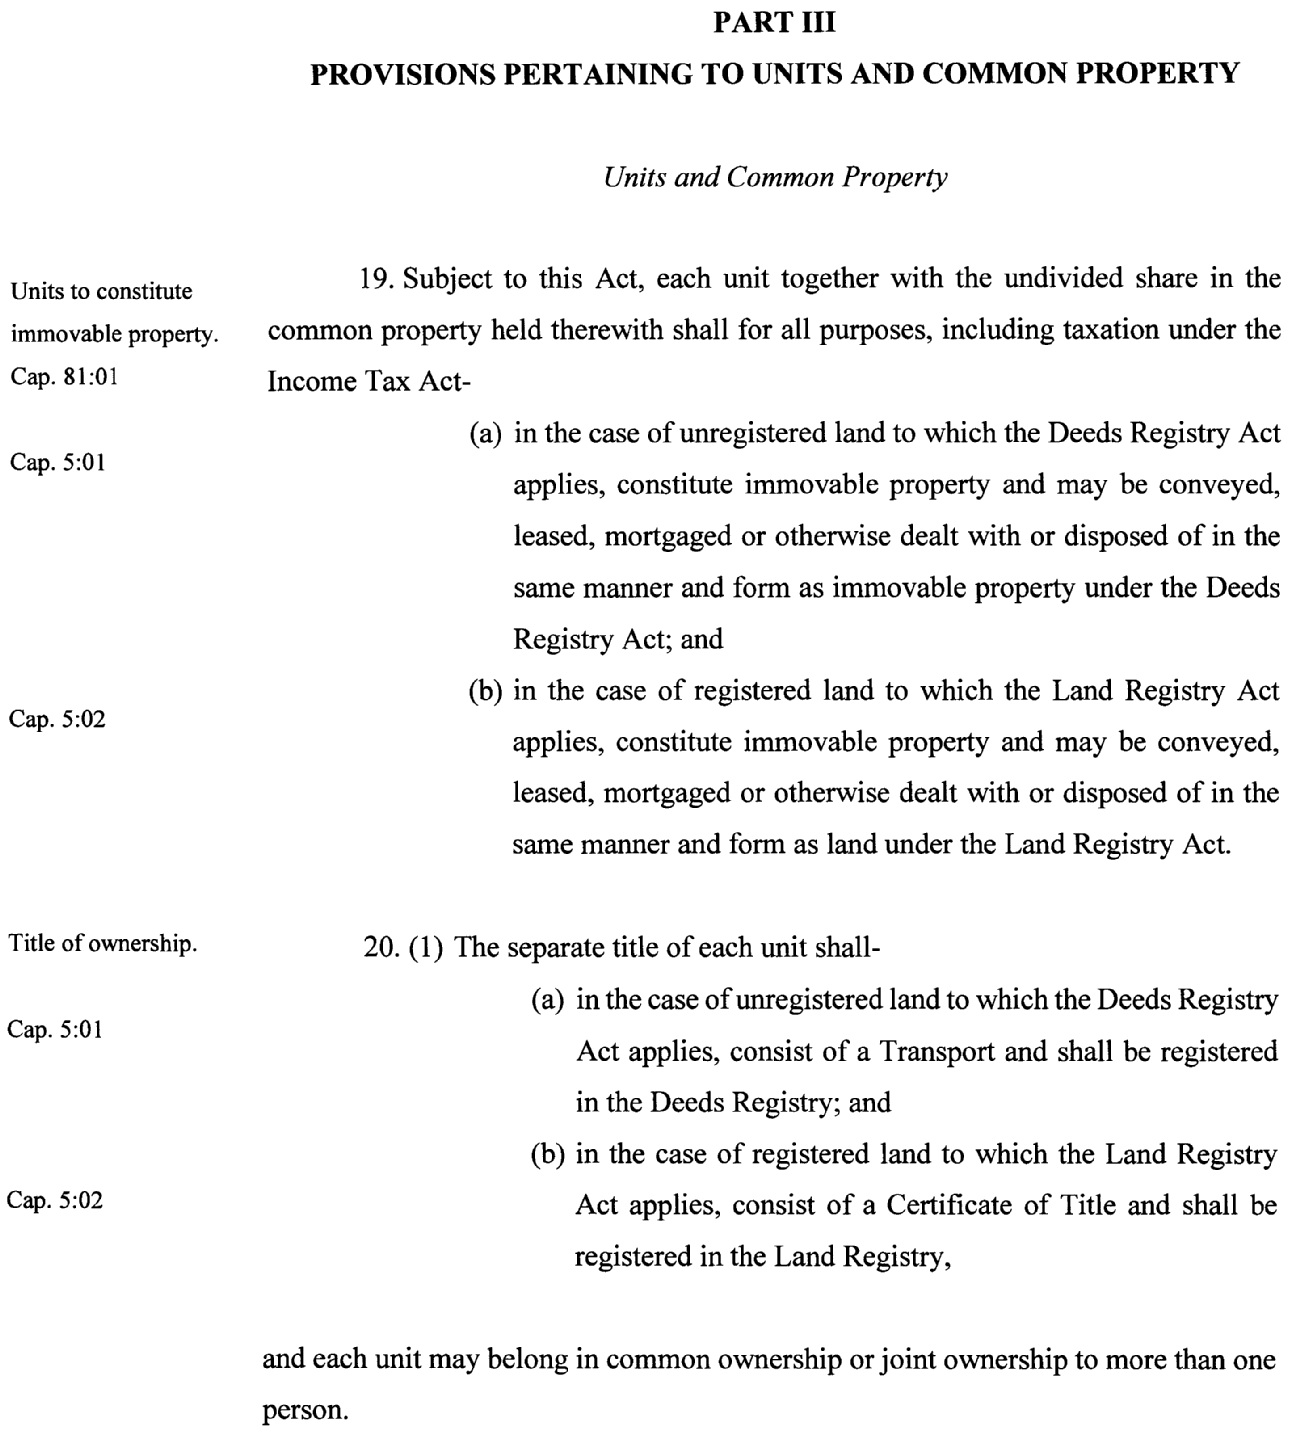 PART III
PROVISIONS PERTAINING TO UNITS AND COMMON PROPERTY
Units and Common Property
Units to constitute
immovable property.
Cap. 81:01
19. Subject to this Act, each unit together with the undivided share in the
common property held therewith shall for all purposes, including taxation under the
Income Tax Act-
Cap. 5:01
(a) in the case of unregistered land to which the Deeds Registry Act
applies, constitute immovable property and may be conveyed,
leased, mortgaged or otherwise dealt with or disposed of in the
same manner and form as immovable property under the Deeds
Registry Act; and
Cap. 5:02
(b) in the case of registered land to which the Land Registry Act
applies, constitute immovable property and may be conveyed,
leased, mortgaged or otherwise dealt with or disposed of in the
same manner and form as land under the Land Registry Act.
Title of ownership.
20. (1) The separate title of each unit shall-
Cap. 5:01
(a) in the case of unregistered land to which the Deeds Registry
Act applies, consist of a Transport and shall be registered
in the Deeds Registry; and
Cap. 5:02
(b) in the case of registered land to which the Land Registry
Act applies, consist of a Certificate of Title and shall be
registered in the Land Registry,
and each unit may belong in common ownership or joint ownership to more than one
person.